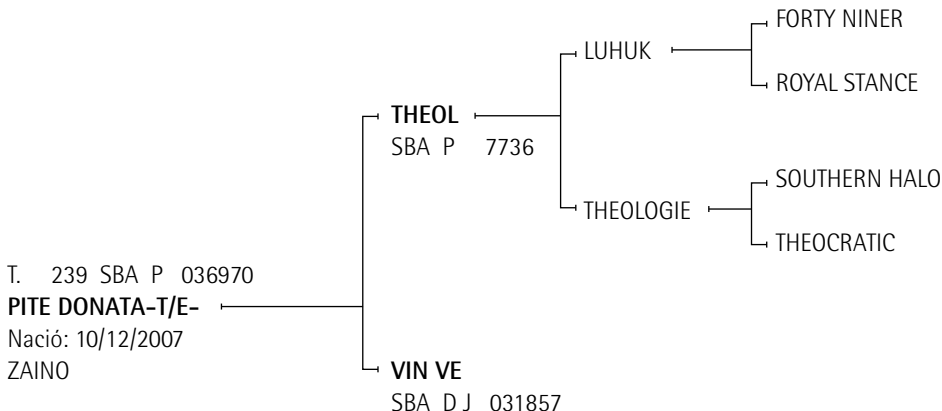 FORTY NINER
LUHUK
ROYAL STANCE
THEOL
SBA P 7736
SOUTHERN HALO
THEOLOGIE
THEOCRATIC
T. 239 SBA P 036970
PITE DONATA-T/E-
Nació: 10/12/2007
ZAINO
VIN VE
SBA D J 031857